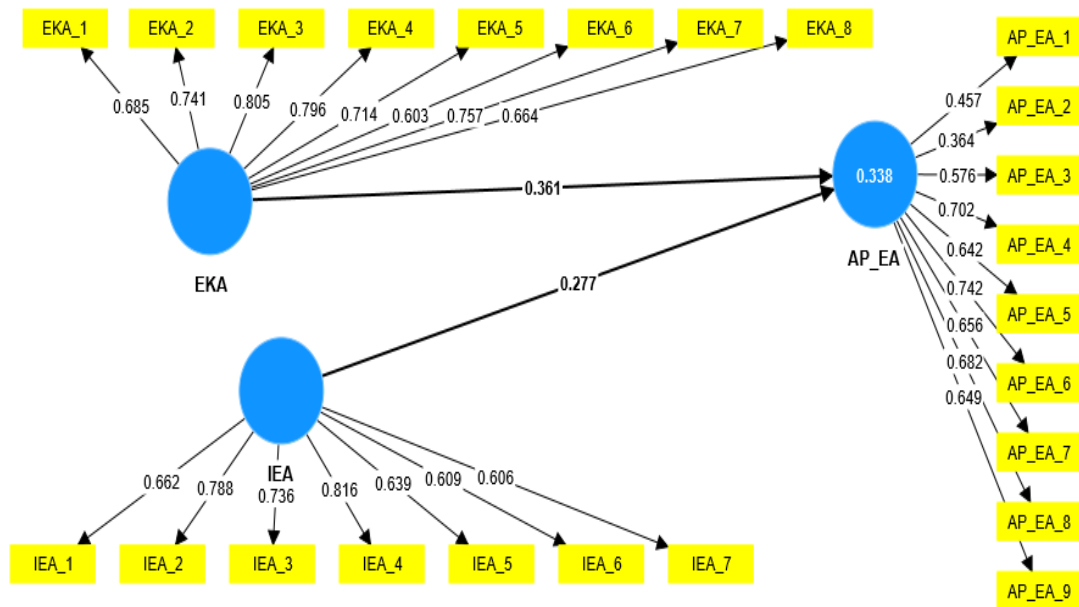 EKA_1
EKA_2
EKA_3
EKA_4
EKA_5
EKA_6
EKA_7
EKA_8
0.685
0.741
0.805
0.796
0.714
0.603
0.757
0.664
EKA
0.361
0.277
0.338
AP_EA
AP_EA_1
AP_EA_2
AP_EA_3
AP_EA_4
AP_EA_5
AP_EA_6
AP_EA_7
AP_EA_8
AP_EA_9
0.457
0.364
0.576
0.702
0.642
0.742
0.656
0.682
0.649
IEA
0.662
0.788
0.736
0.816
0.639
0.609
0.606
IEA_1
IEA_2
IEA_3
IEA_4
IEA_5
IEA_6
IEA_7